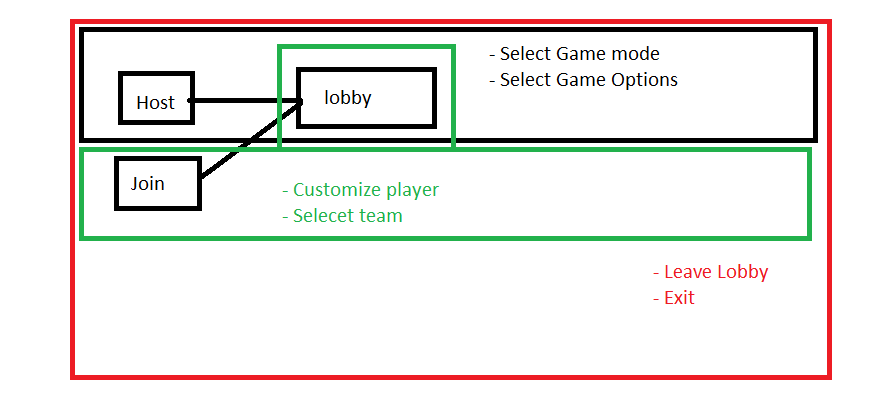 - Select Game mode
- Select Game Options
Host
lobby
Join
- Customize player
- Selecet team
- Leave Lobby
- Exit